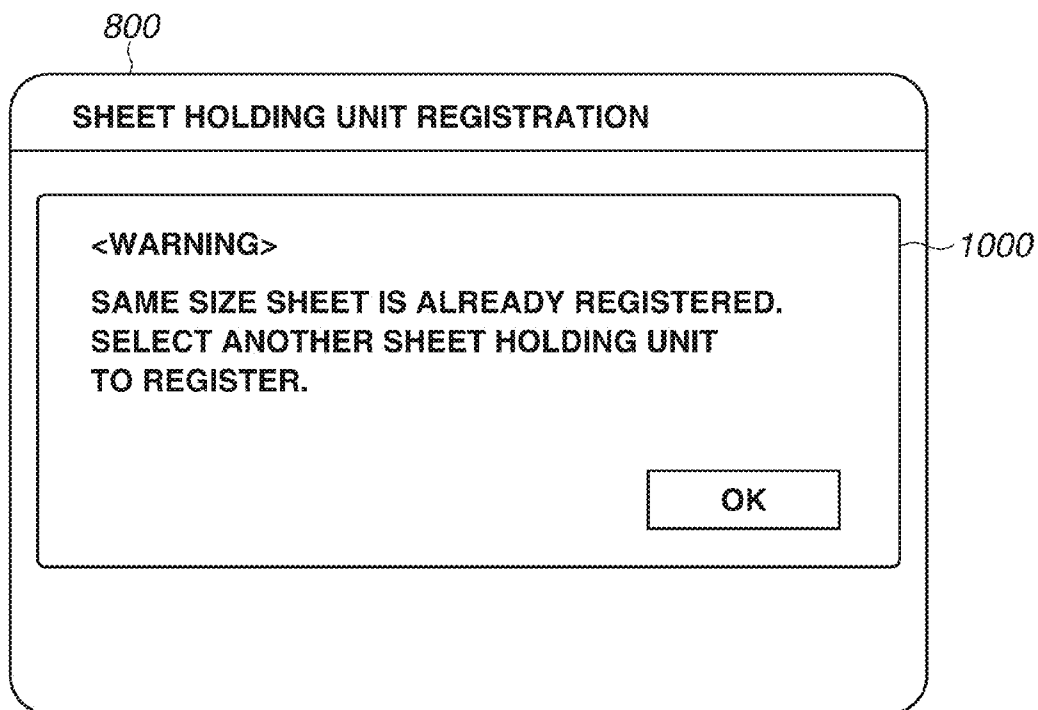 800
SHEET HOLDING UNIT REGISTRATION
<WARNING>
1000
SAME SIZE SHEET IS ALREADY REGISTERED.
SELECT ANOTHER SHEET HOLDING UNIT
TO REGISTER.
OK